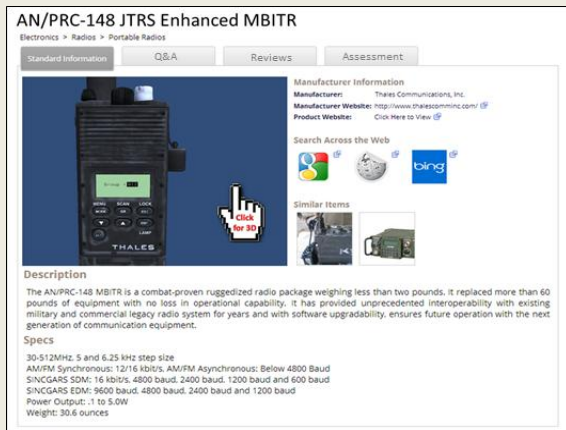 AN/PRC-148 JTRS Enhanced MBITR
Electronics > Radios > Portable Radios
Standard Information
Q&A
Reviews
Assessment
Manufacturer Information
Manufacturer: Thales Communications, Inc.
Manufacturer Website: http://www.thalescomminc.com/
Product Website: Click Here to View
Search Across the Web
bing
Similar Items
Click
for 3D
MENU SCAN LOCK
LAMP
THALES
Description
The AN/PRC-148 MBITR is a combat-proven ruggedized radio package weighing less than two pounds. It replaced more than 60
pounds of equipment with no loss in operational capability. It has provided unprecedented interoperability with existing
military and commercial legacy radio system for years and with software upgradability, ensures future operation with the next
generation of communication equipment.
Specs
30-512MHz, 5 and 6.25 kHz step size
AM/FM Synchronous: 12/16 kbit/s, AM/FM Asynchronous: Below 4800 Baud
SINCGARS SDM: 16 kbit/s, 4800 baud, 2400 baud, 1200 baud and 600 baud
SINCGARS EDM: 9600 baud, 4800 baud, 2400 baud and 1200 baud
Power Output: .1 to 5.0W
Weight: 30.6 ounces